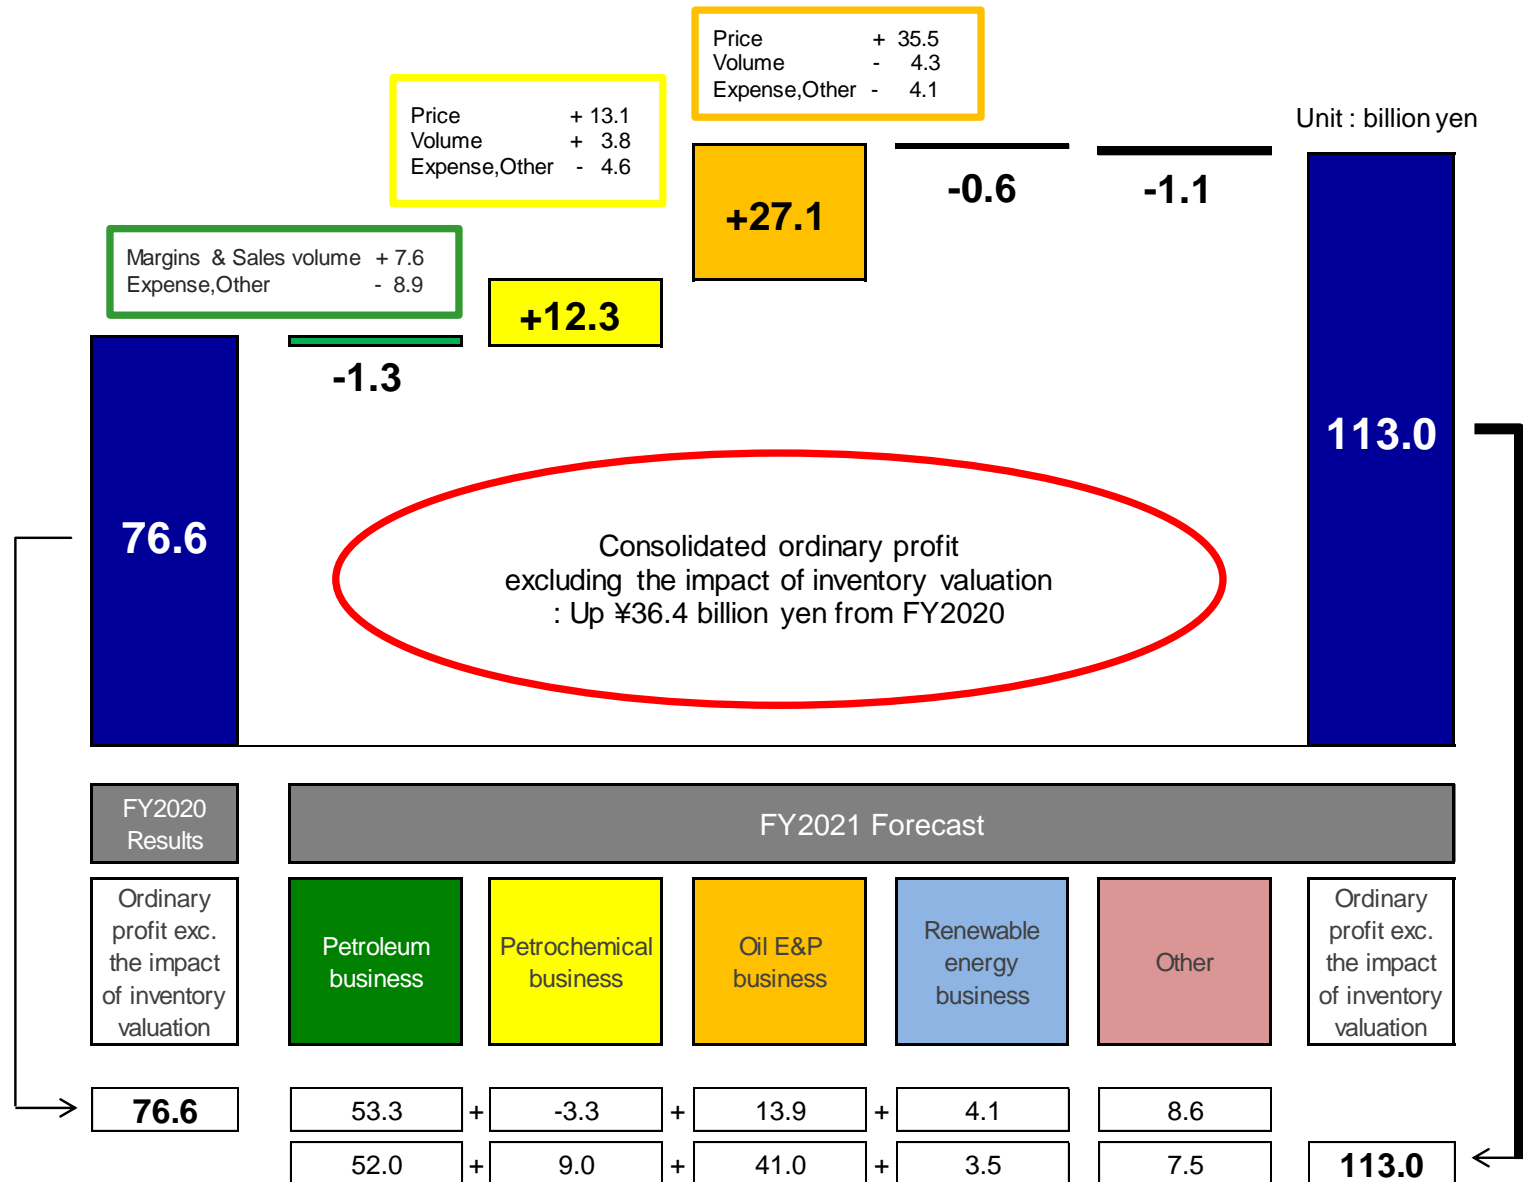 Price + 35.5
Volume - 4.3
Expense,Other - 4.1
Price + 13.1
Volume + 3.8
Expense,Other - 4.6
Unit : billion yen
-0.6
-1.1
+27.1
Margins & Sales volume + 7.6
Expense,Other - 8.9
+12.3
-1.3
113.0
76.6
Consolidated ordinary profit
excluding the impact of inventory valuation
: Up ¥36.4 billion yen from FY2020
FY2020
Results
FY2021 Forecast
Ordinary
profit exc.
the impact
of inventory
valuation
Petroleum
business
Petrochemical
business
Oil E&P
business
Renewable
energy
business
Other
Ordinary
profit exc.
the impact
of inventory
valuation
76.6 53.3 + -3.3 + 13.9 + 4.1 8.6
52.0 + 9.0 + 41.0 + 3.5 7.5 113.0